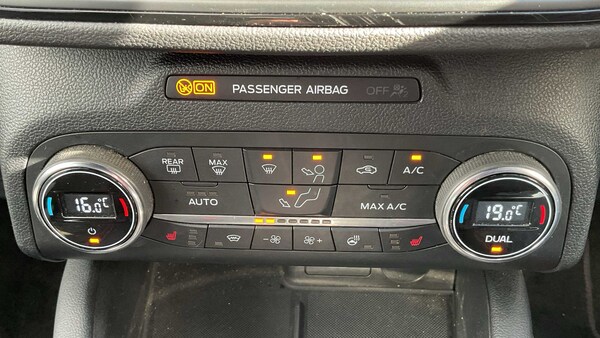 ON PASSENGER AIRBAG OFF
REAR MAX A/C
AUTO MAX A/C
16.0°C 19.0°C
DUAL
- +